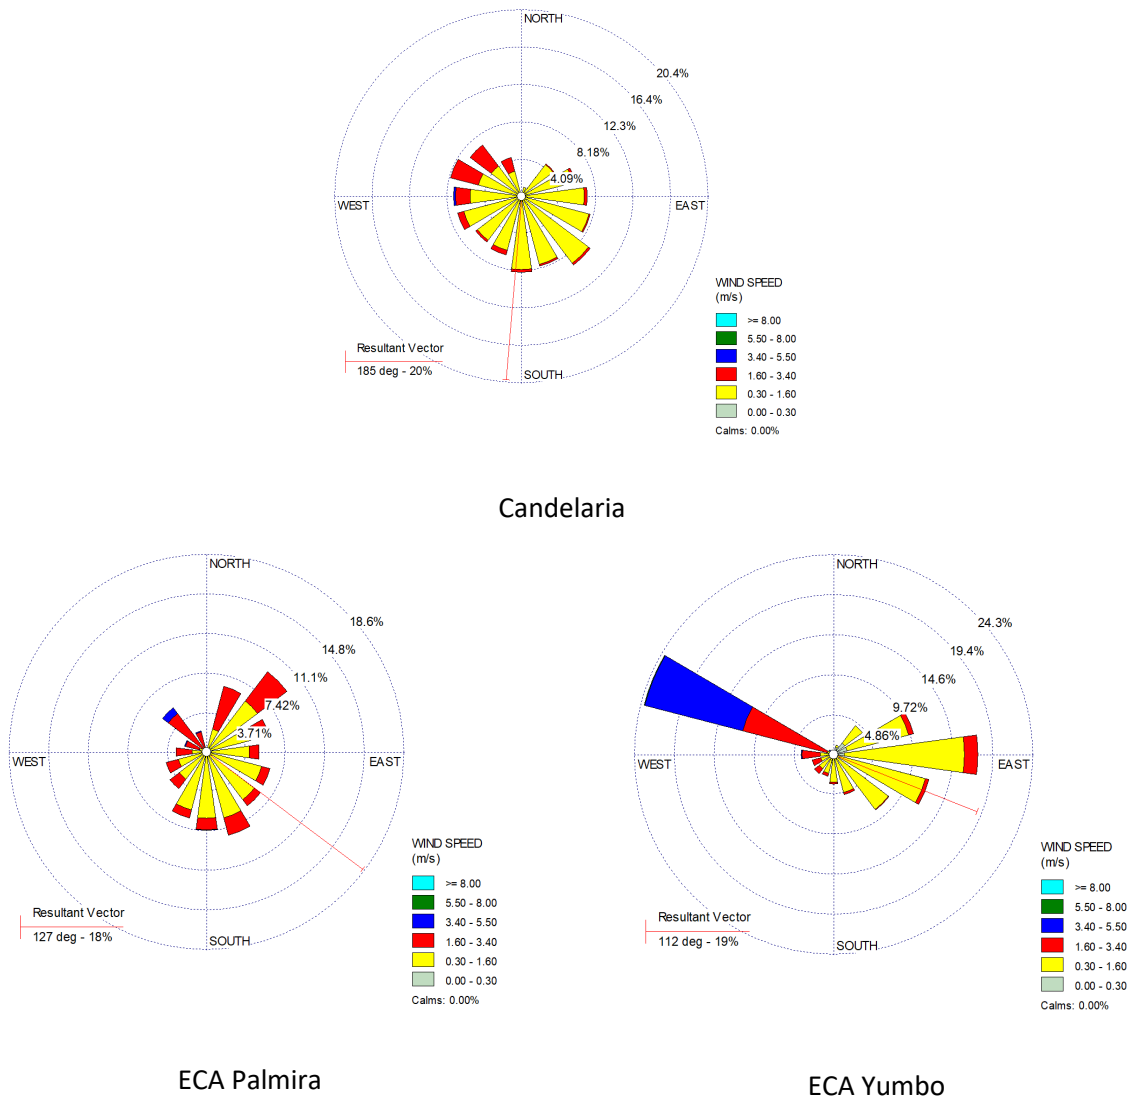 NORTH
20.4%
16.4%
12.3%
8.18%
4.09%
WEST
EAST
SOUTH
Resultant Vector
185 deg - 20%
WIND SPEED
(m/s)
>= 8.00
5.50 - 8.00
3.40 - 5.50
1.60 - 3.40
0.30 - 1.60
0.00 - 0.30
Calms: 0.00%
Candelaria
NORTH
18.6%
14.8%
11.1%
7.42%
3.71%
WEST
EAST
SOUTH
Resultant Vector
127 deg - 18%
WIND SPEED
(m/s)
>= 8.00
5.50 - 8.00
3.40 - 5.50
1.60 - 3.40
0.30 - 1.60
0.00 - 0.30
Calms: 0.00%
ECA Palmira
NORTH
24.3%
19.4%
14.6%
9.72%
4.86%
WEST
EAST
SOUTH
Resultant Vector
112 deg - 19%
WIND SPEED
(m/s)
>= 8.00
5.50 - 8.00
3.40 - 5.50
1.60 - 3.40
0.30 - 1.60
0.00 - 0.30
Calms: 0.00%
ECA Yumbo